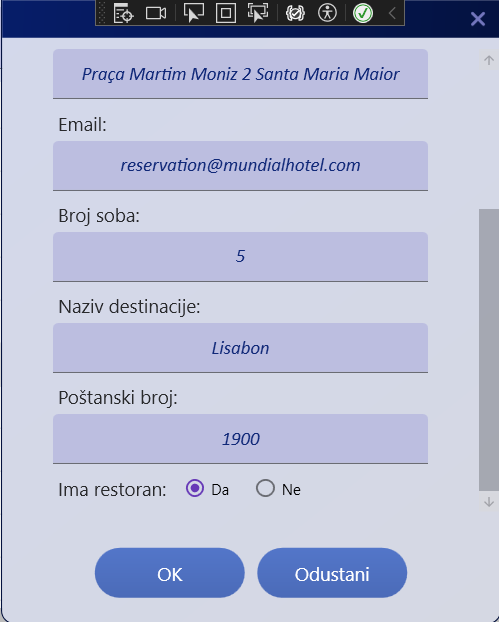 Praça Martim Moniz 2 Santa Maria Maior
Email:
reservation@mundialhotel.com
Broj soba:
5
Naziv destinacije:
Lisabon
Poštanski broj:
1900
Ima restoran: Da Ne
OK Odustani